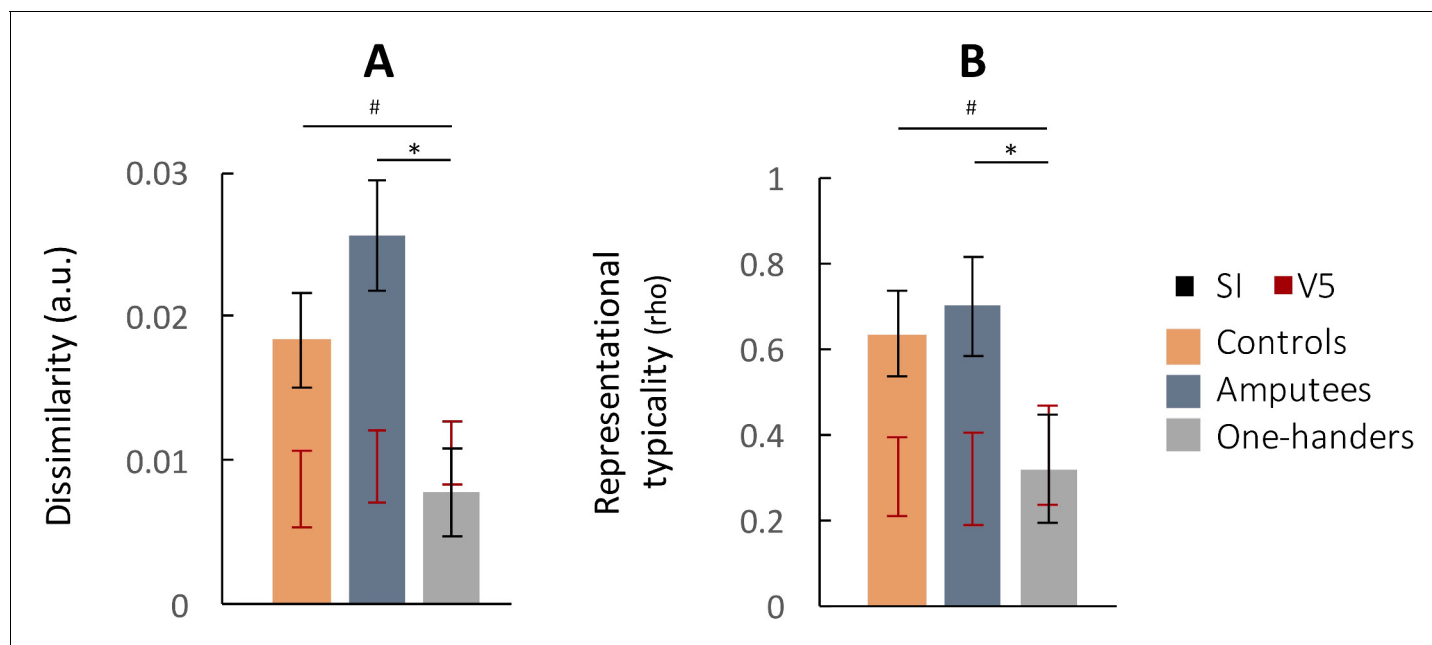 A
#
*
0.03
0.02
0.01
0
Dissimilarity (a.u.)
B
#
*
1
0.8
0.6
0.4
0.2
0
Representational
typicality (rho)
SI V5
Controls
Amputees
One-handers